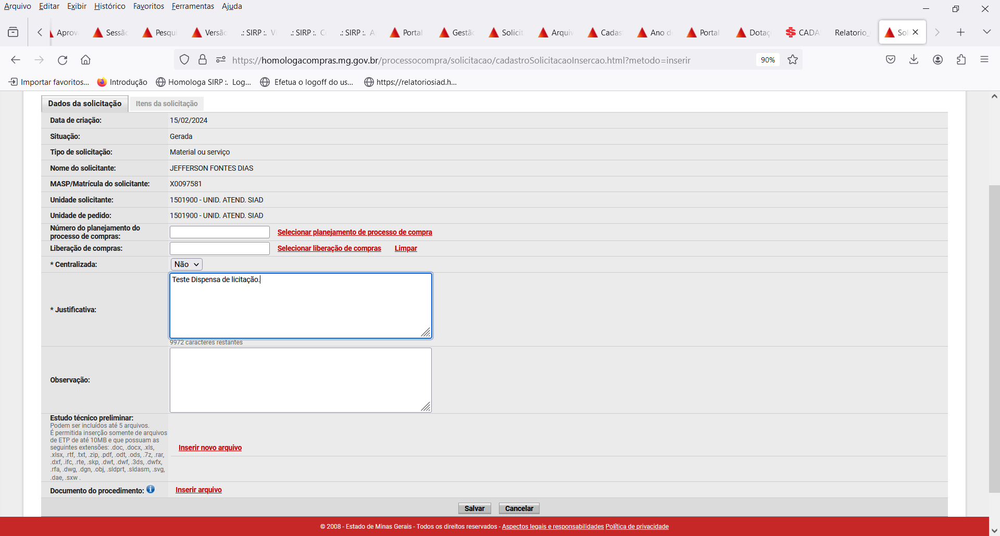 Arquivo Editar Exibir Histórico Favoritos Ferramentas Ajuda
Aprov Sessão Pesqui Versão .: SIRP :. V .: SIRP :. C .: SIRP :. A Portal Gestã Solicit Arquiv Cadas Ano d Portal Dotaç CADA Relatorio_ Sol
https://homologacompras.mg.gov.br/processocompra/solicitacao/cadastroSolicitacaoInsercao.html?metodo=inserir 90%
Importar favoritos... Introdução Homologa SIRP :. Log... Efetua o logoff do us... https://relatoriosiad.h...
Dados da solicitação Itens da solicitação
Data de criação: 15/02/2024
Situação: Gerada
Tipo de solicitação: Material ou serviço
Nome do solicitante: JEFFERSON FONTES DIAS
MASP/Matrícula do solicitante: X0097581
Unidade solicitante: 1501900 - UNID. ATEND. SIAD
Unidade de pedido: 1501900 - UNID. ATEND. SIAD
Número do planejamento do
processo de compras: Selecionar planejamento de processo de compra
Liberação de compras: Selecionar liberação de compras Limpar
* Centralizada: Não
Teste Dispensa de licitação.
* Justificativa:
9972 caracteres restantes
Observação:
Estudo técnico preliminar:
Podem ser incluídos até 5 arquivos.
É permitida inserção somente de arquivos
de ETP de até 10MB e que possuam as
seguintes extensões: .doc, .docx, .xls,
.xlsx, .rtf, .txt, .zip, .pdf, .odt, .ods, .7z, .rar,
.dxf, .ifc, .rte, .skp, .dwt, .dwf, .3ds, .dwfx,
.rfa, .dwg, .dgn, .obj, .sldprt, .sldasm, .svg,
.dae, .sxw .
Inserir novo arquivo
Documento do procedimento: Inserir arquivo
Salvar Cancelar
© 2008 - Estado de Minas Gerais - Todos os direitos reservados - Aspectos legais e responsabilidades Política de privacidade